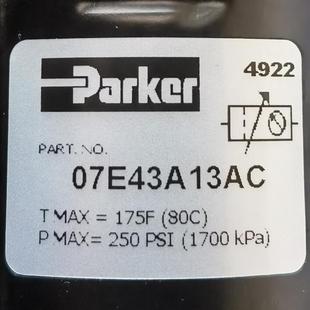 4922
Parker
PART. NO.
07E43A13AC
T MAX = 175F (80C)
P MAX= 250 PSI (1700 kPa)